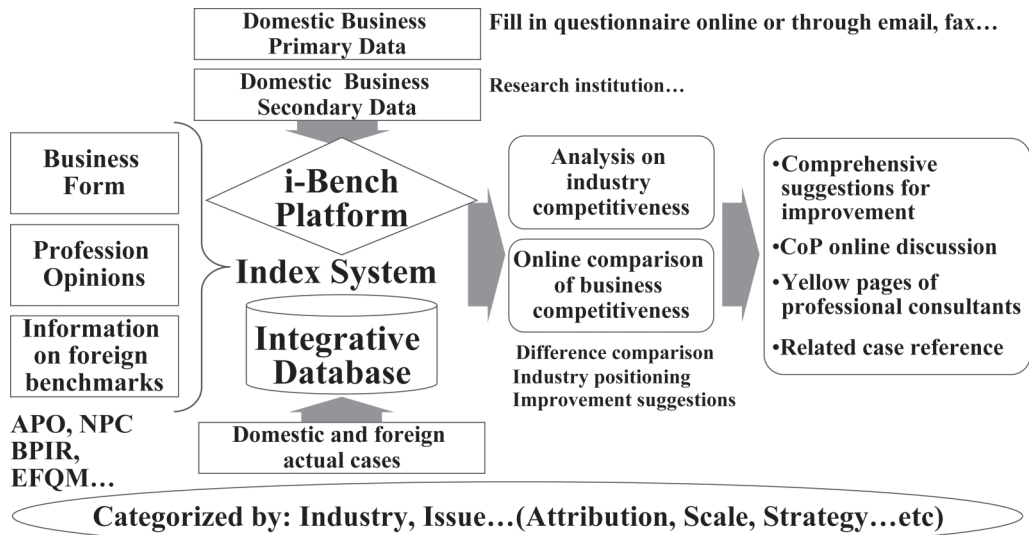 Domestic Business
Primary Data
Fill in questionnaire online or through email, fax…
Domestic Business
Secondary Data
Research institution…
Business
Form
Profession
Opinions
Information
on foreign
benchmarks
APO, NPC
BPIR,
EFQM…
i-Bench
Platform
Index System
Integrative
Database
Domestic and foreign
actual cases
Analysis on
industry
competitiveness
Online comparison
of business
competitiveness
Difference comparison
Industry positioning
Improvement suggestions
•Comprehensive
suggestions for
improvement
•CoP online discussion
•Yellow pages of
professional consultants
•Related case reference
Categorized by: Industry, Issue…(Attribution, Scale, Strategy…etc)